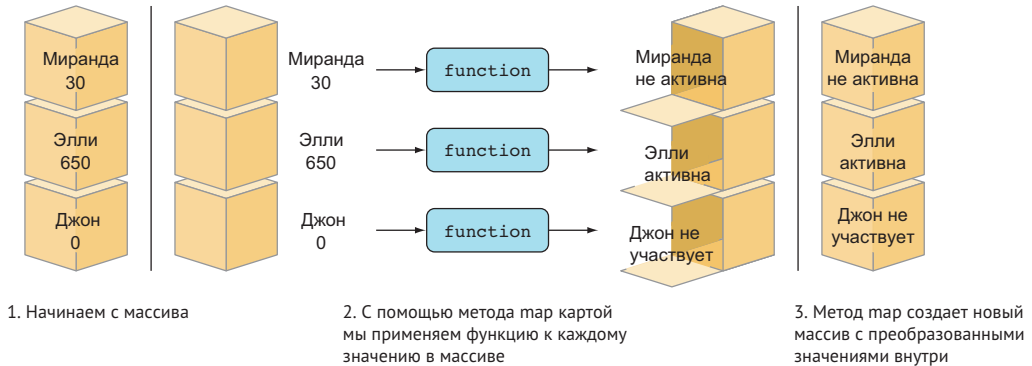 Миранда
30
Элли
650
Джон
0
Миранда
30
function
Миранда
не активна
Элли
650
function
Элли
активна
Джон
0
function
Джон не
участвует
Миранда
не активна
Элли
активна
Джон не
участвует
1. Начинаем с массива
2. С помощью метода map картой
мы применяем функцию к каждому
значению в массиве
3. Метод map создает новый
массив с преобразованными
значениями внутри